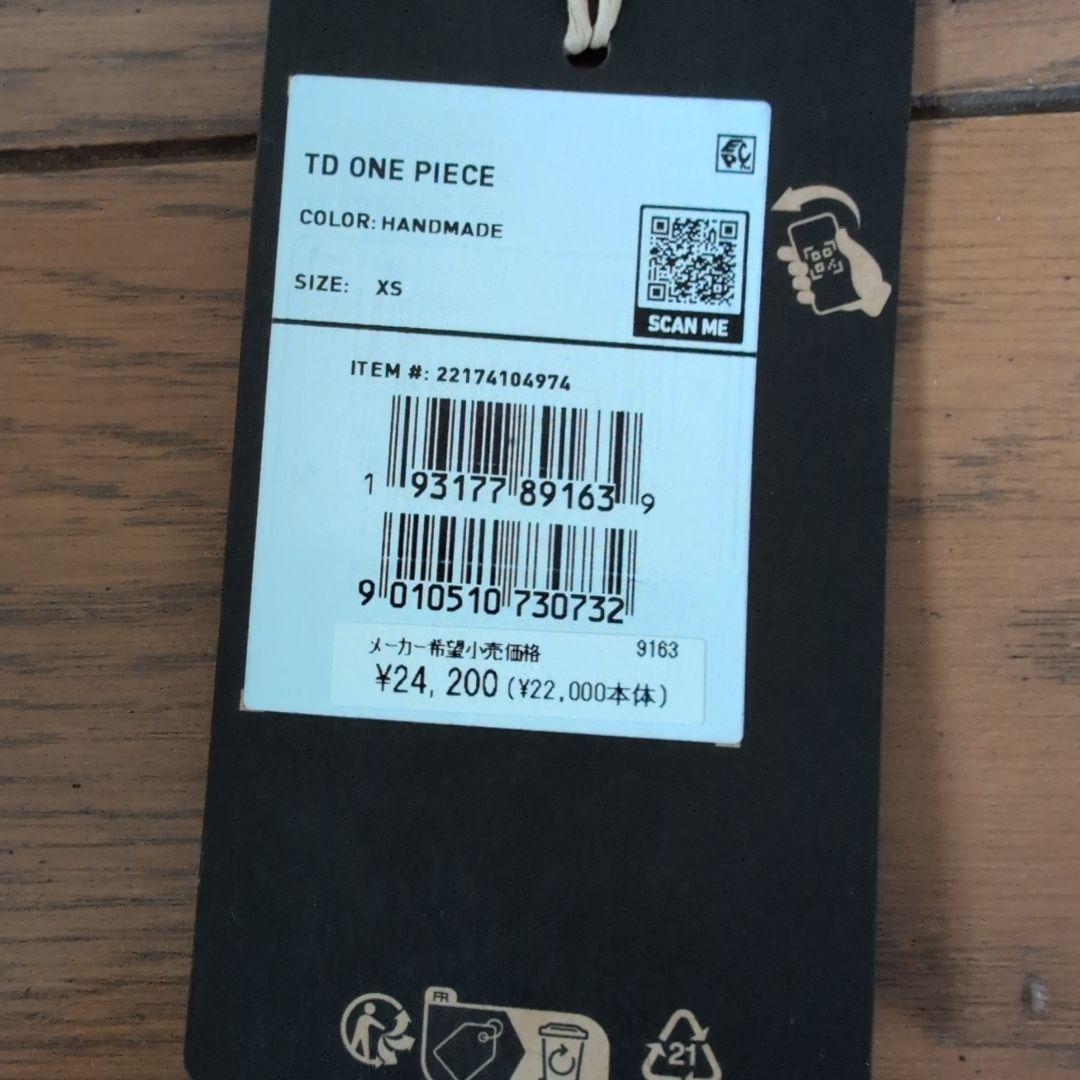 TD ONE PIECE
COLOR: HANDMADE
SIZE: XS
SCAN ME
ITEM #: 22174104974
1 93177 89163 9
9 010510 730732
メーカー希望小売価格 9163
¥24,200 (¥22,000本体)
FR
21